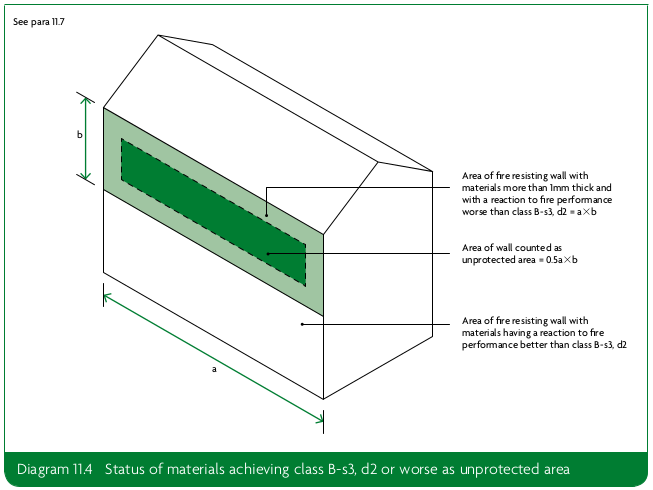 See para 11.7
b
Area of fire resisting wall with
materials more than 1mm thick and
with a reaction to fire performance
worse than class B-s3, d2 = a×b
Area of wall counted as
unprotected area = 0.5a×b
Area of fire resisting wall with
materials having a reaction to fire
performance better than class B-s3, d2
a
Diagram 11.4 Status of materials achieving class B-s3, d2 or worse as unprotected area